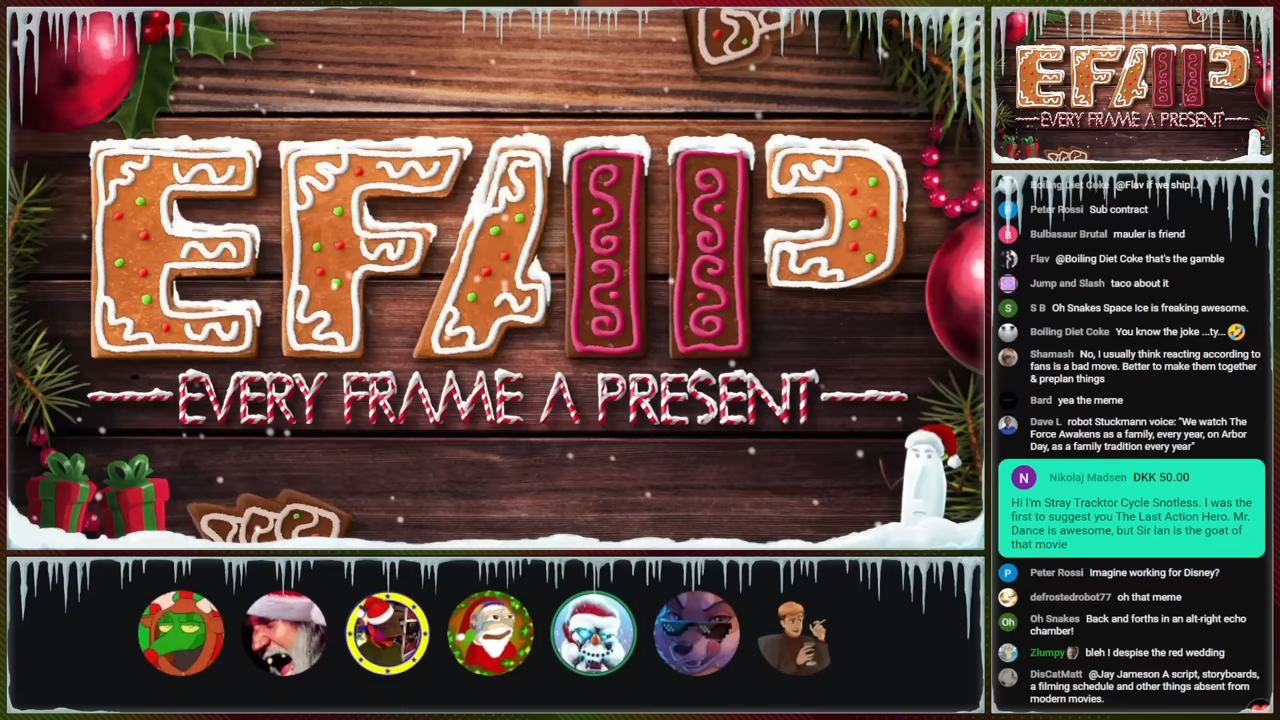 EFAIIP
EVERY FRAME A PRESENT
EFAIIP
EVERY FRAME A PRESENT
Boiling Diet Coke @Flav if we ship...
Peter Rossi Sub contract
Bulbasaur Brutal mauler is friend
Flav @Boiling Diet Coke that's the gamble
Jump and Slash taco about it
S B Oh Snakes Space Ice is freaking awesome.
Boiling Diet Coke You know the joke ...ty... 🤣
Shamash No, I usually think reacting according to
fans is a bad move. Better to make them together
& preplan things
Bard yea the meme
Dave L robot Stuckmann voice: "We watch The
Force Awakens as a family, every year, on Arbor
Day, as a family tradition every year"
N Nikolaj Madsen DKK 50.00
Hi I'm Stray Tracktor Cycle Snotless. I was the
first to suggest you The Last Action Hero. Mr.
Dance is awesome, but Sir Ian is the goat of
that movie
P Peter Rossi Imagine working for Disney?
defrostedrobot77 oh that meme
Oh Oh Snakes Back and forths in an alt-right echo
chamber!
Zlumpy bleh I despise the red wedding
DisCatMatt @Jay Jameson A script, storyboards,
a filming schedule and other things absent from
modern movies.